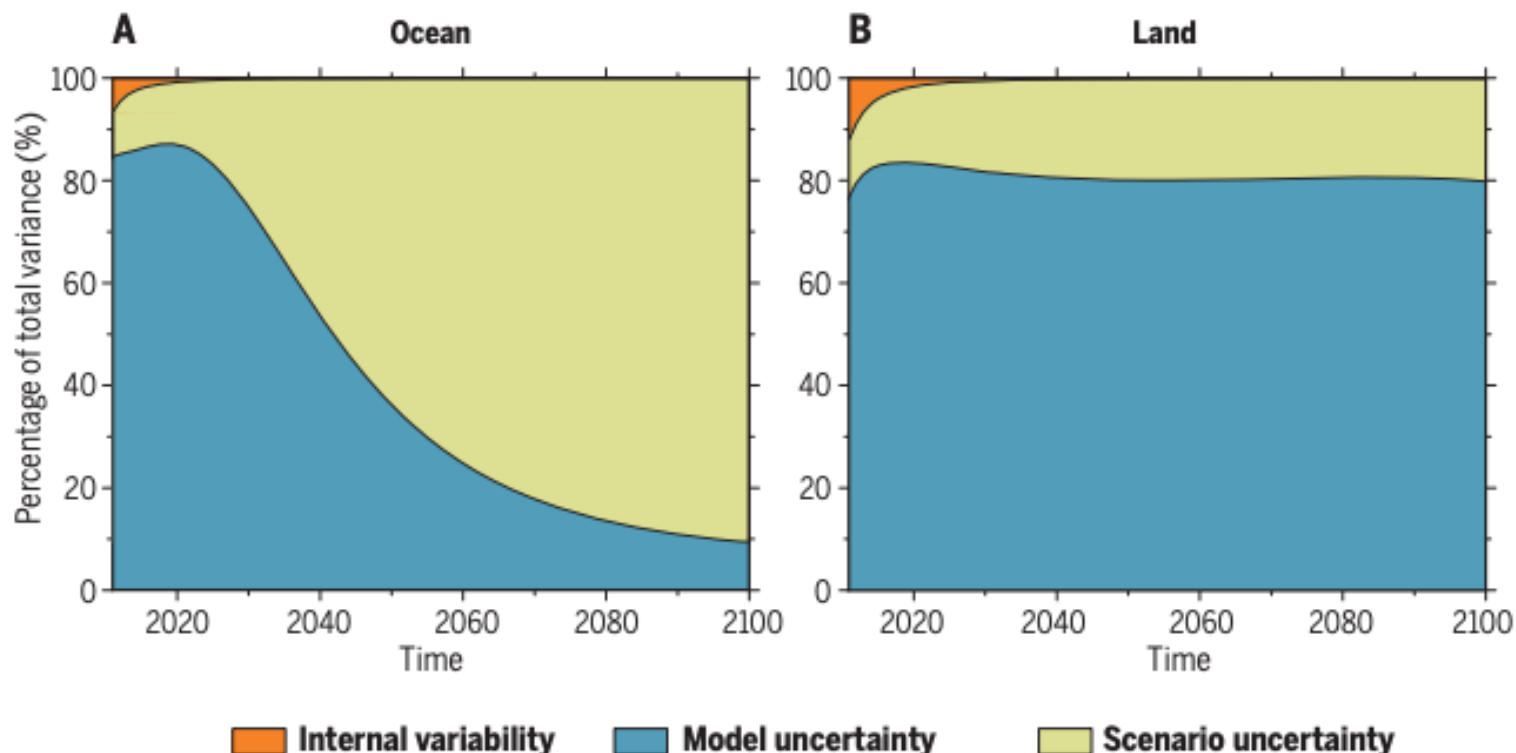 A Ocean
B Land
Percentage of total variance (%)
100
80
60
40
20
0
2020 2040 2060 2080 2100
Time
100
80
60
40
20
0
2020 2040 2060 2080 2100
Time
Internal variability Model uncertainty Scenario uncertainty